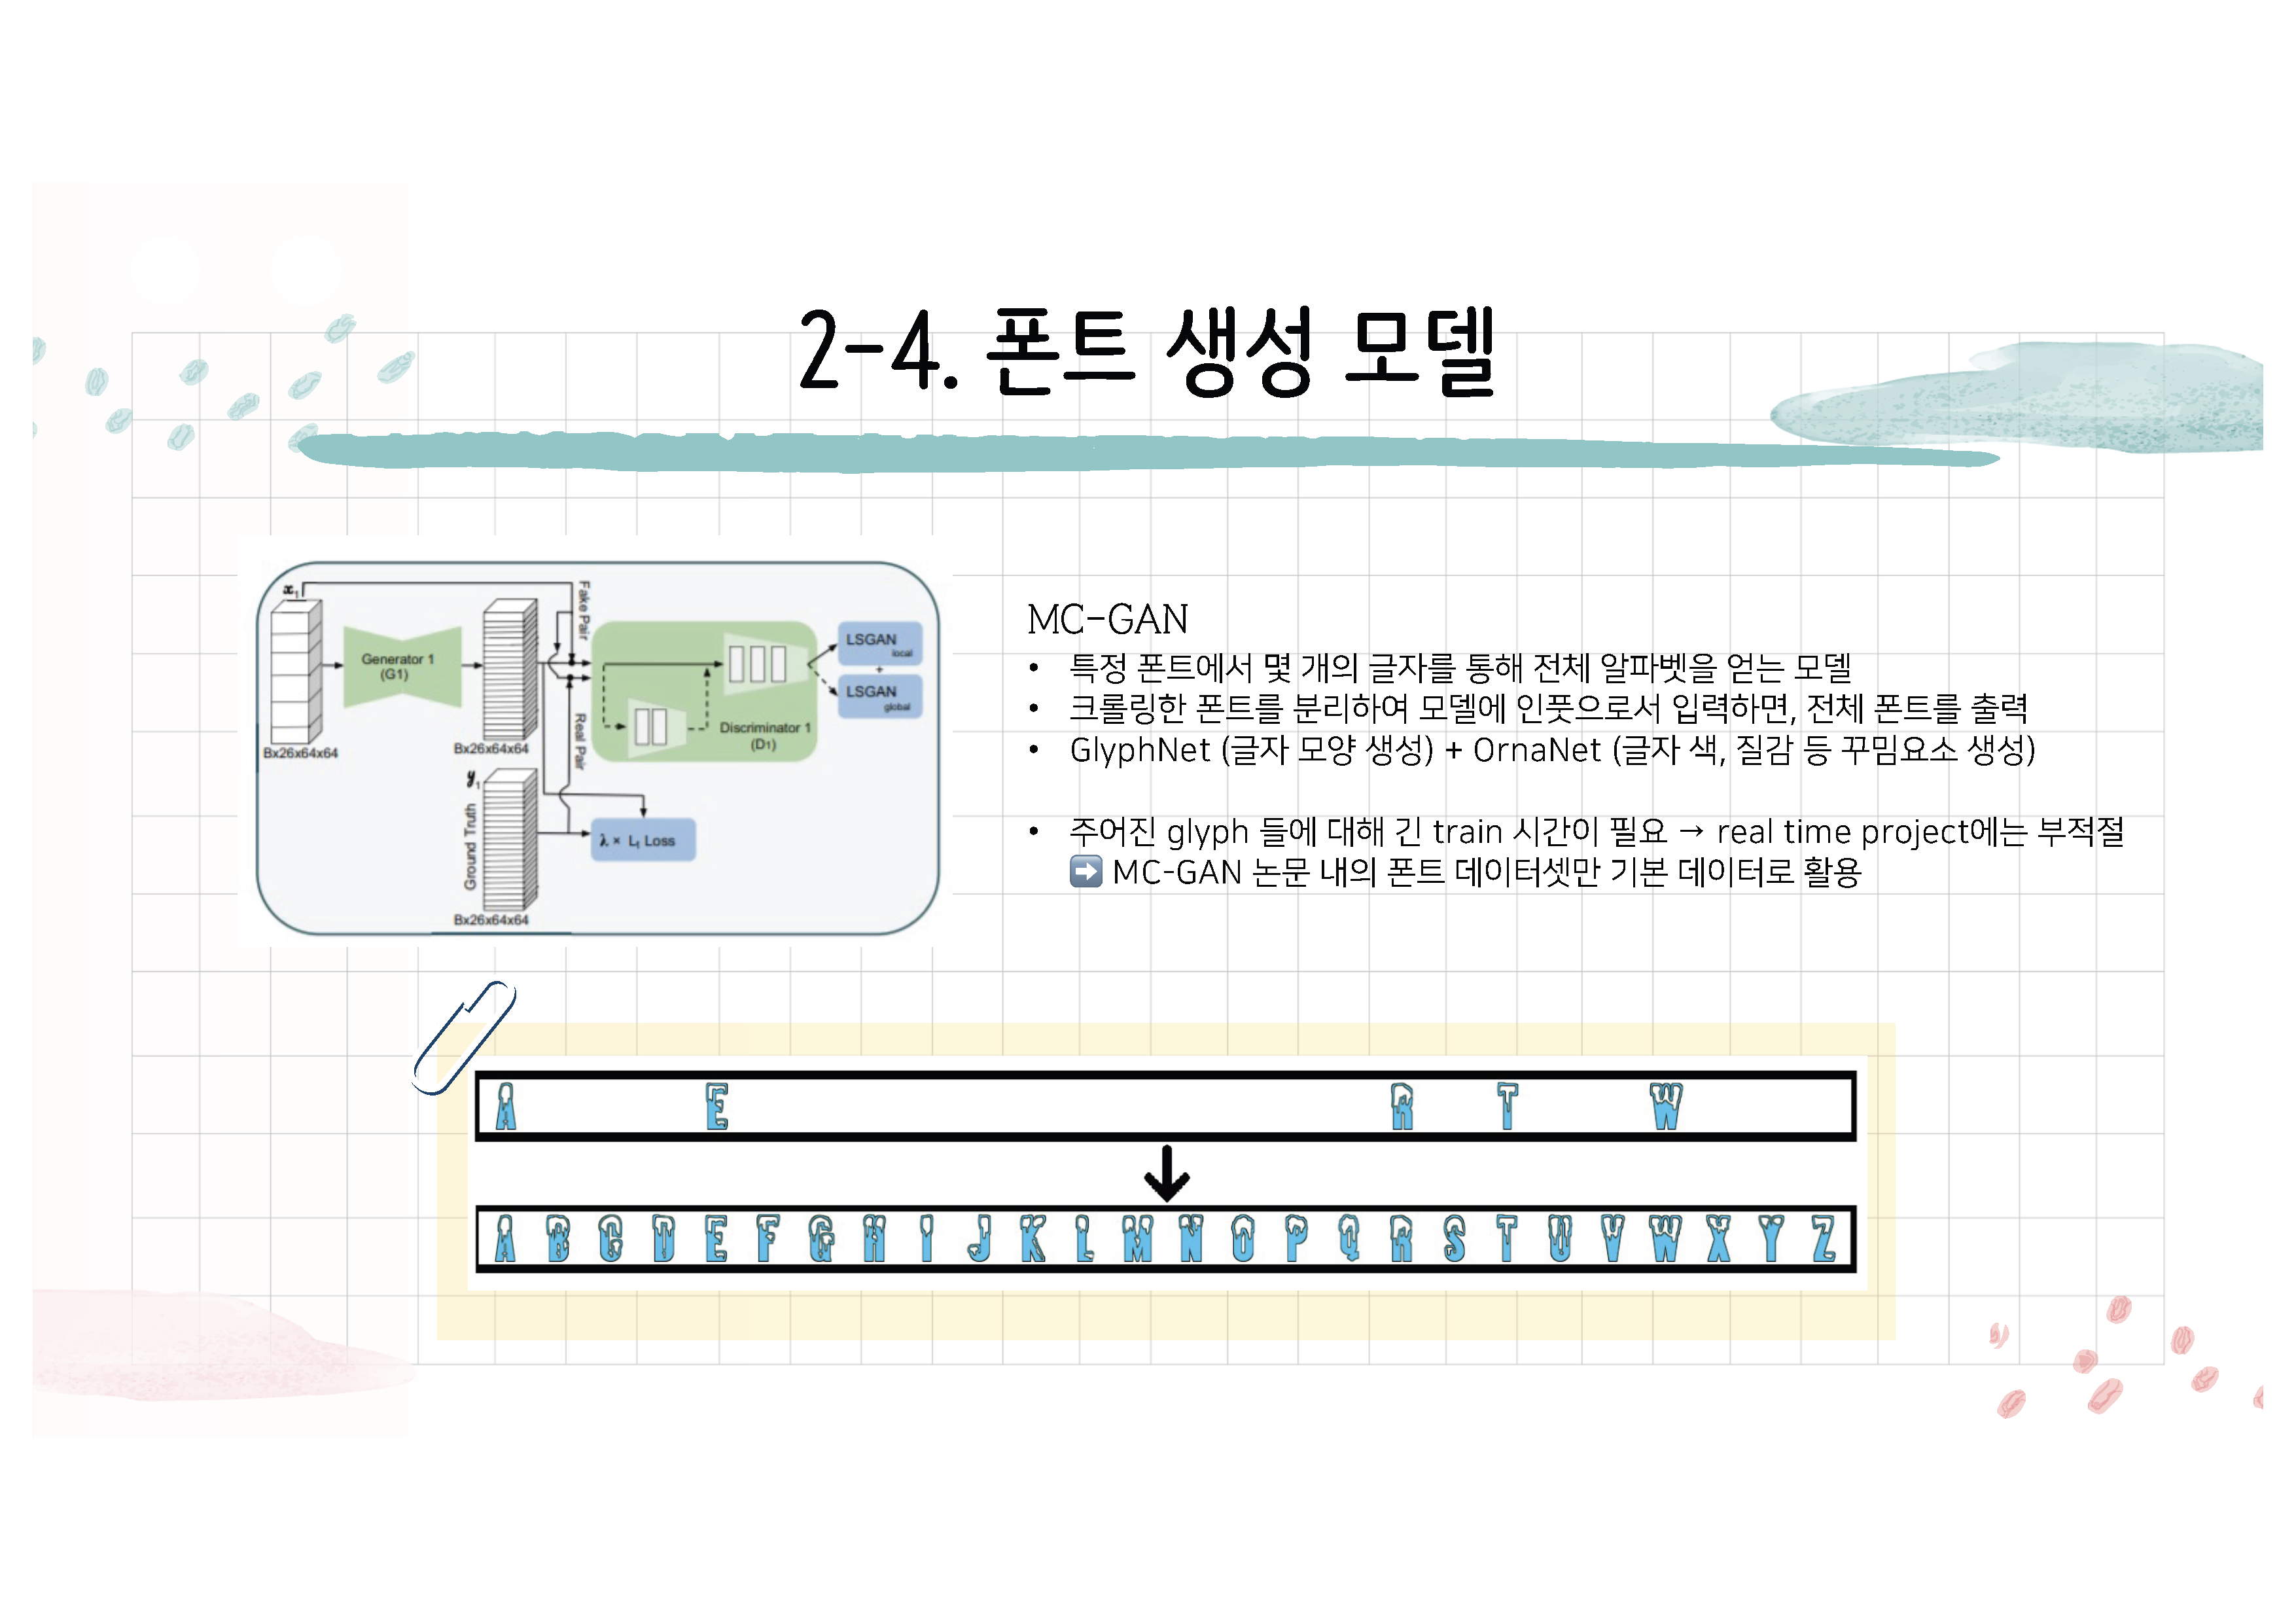 2-4. 폰트 생성 모델
x₁
Bx26x64x64
Generator 1
(G1)
Bx26x64x64
Fake Pair
Real Pair
Discriminator 1
(D1)
LSGAN local
+
LSGAN global
y₁
Ground Truth
Bx26x64x64
λ × L₁ Loss
MC-GAN
• 특정 폰트에서 몇 개의 글자를 통해 전체 알파벳을 얻는 모델
• 크롤링한 폰트를 분리하여 모델에 인풋으로서 입력하면, 전체 폰트를 출력
• GlyphNet (글자 모양 생성) + OrnaNet (글자 색, 질감 등 꾸밈요소 생성)
• 주어진 glyph 들에 대해 긴 train 시간이 필요 → real time project에는 부적절
➡ MC-GAN 논문 내의 폰트 데이터셋만 기본 데이터로 활용
A E R T W
A B C D E F G H I J K L M N O P Q R S T U V W X Y Z